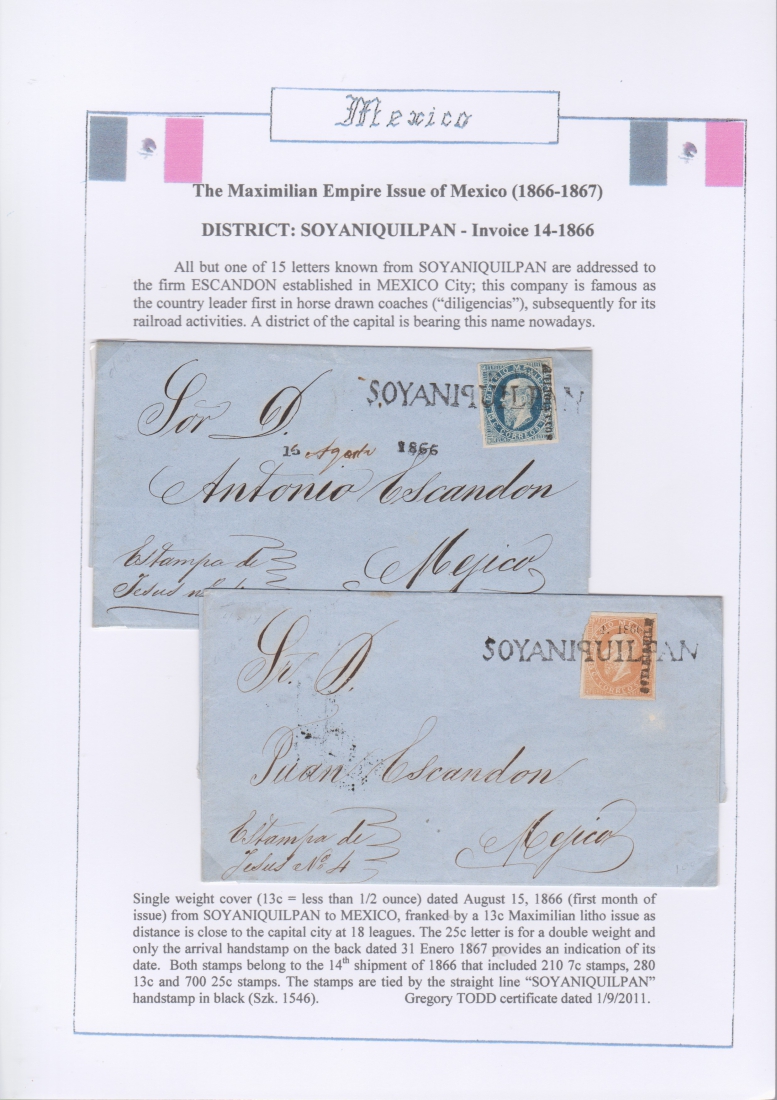 Mexico
The Maximilian Empire Issue of Mexico (1866-1867)
DISTRICT: SOYANIQUILPAN - Invoice 14-1866
All but one of 15 letters known from SOYANIQUILPAN are addressed to
the firm ESCANDON established in MEXICO City; this company is famous as
the country leader first in horse drawn coaches (“diligencias”), subsequently for its
railroad activities. A district of the capital is bearing this name nowadays.
SOYANIQUILPAN
Sor D.
16 Agosto 1866
Antonio Escandon
Mejico
Estampa de
Jesus
SOYANIQUILPAN
1866
Sr. D.
Juan Escandon
Mejico
Estampa de
Jesus No 4
Single weight cover (13c = less than 1/2 ounce) dated August 15, 1866 (first month of
issue) from SOYANIQUILPAN to MEXICO, franked by a 13c Maximilian litho issue as
distance is close to the capital city at 18 leagues. The 25c letter is for a double weight and
only the arrival handstamp on the back dated 31 Enero 1867 provides an indication of its
date. Both stamps belong to the 14th shipment of 1866 that included 210 7c stamps, 280
13c and 700 25c stamps. The stamps are tied by the straight line “SOYANIQUILPAN”
handstamp in black (Szk. 1546). Gregory TODD certificate dated 1/9/2011.